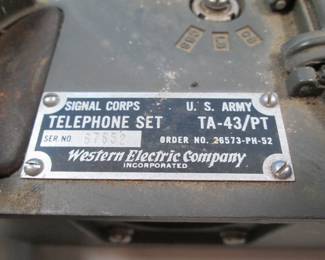 SIGNAL CORPS U. S. ARMY
TELEPHONE SET TA-43/PT
SER NO 67552 ORDER NO. 26573-PH-52
Western Electric Company
INCORPORATED